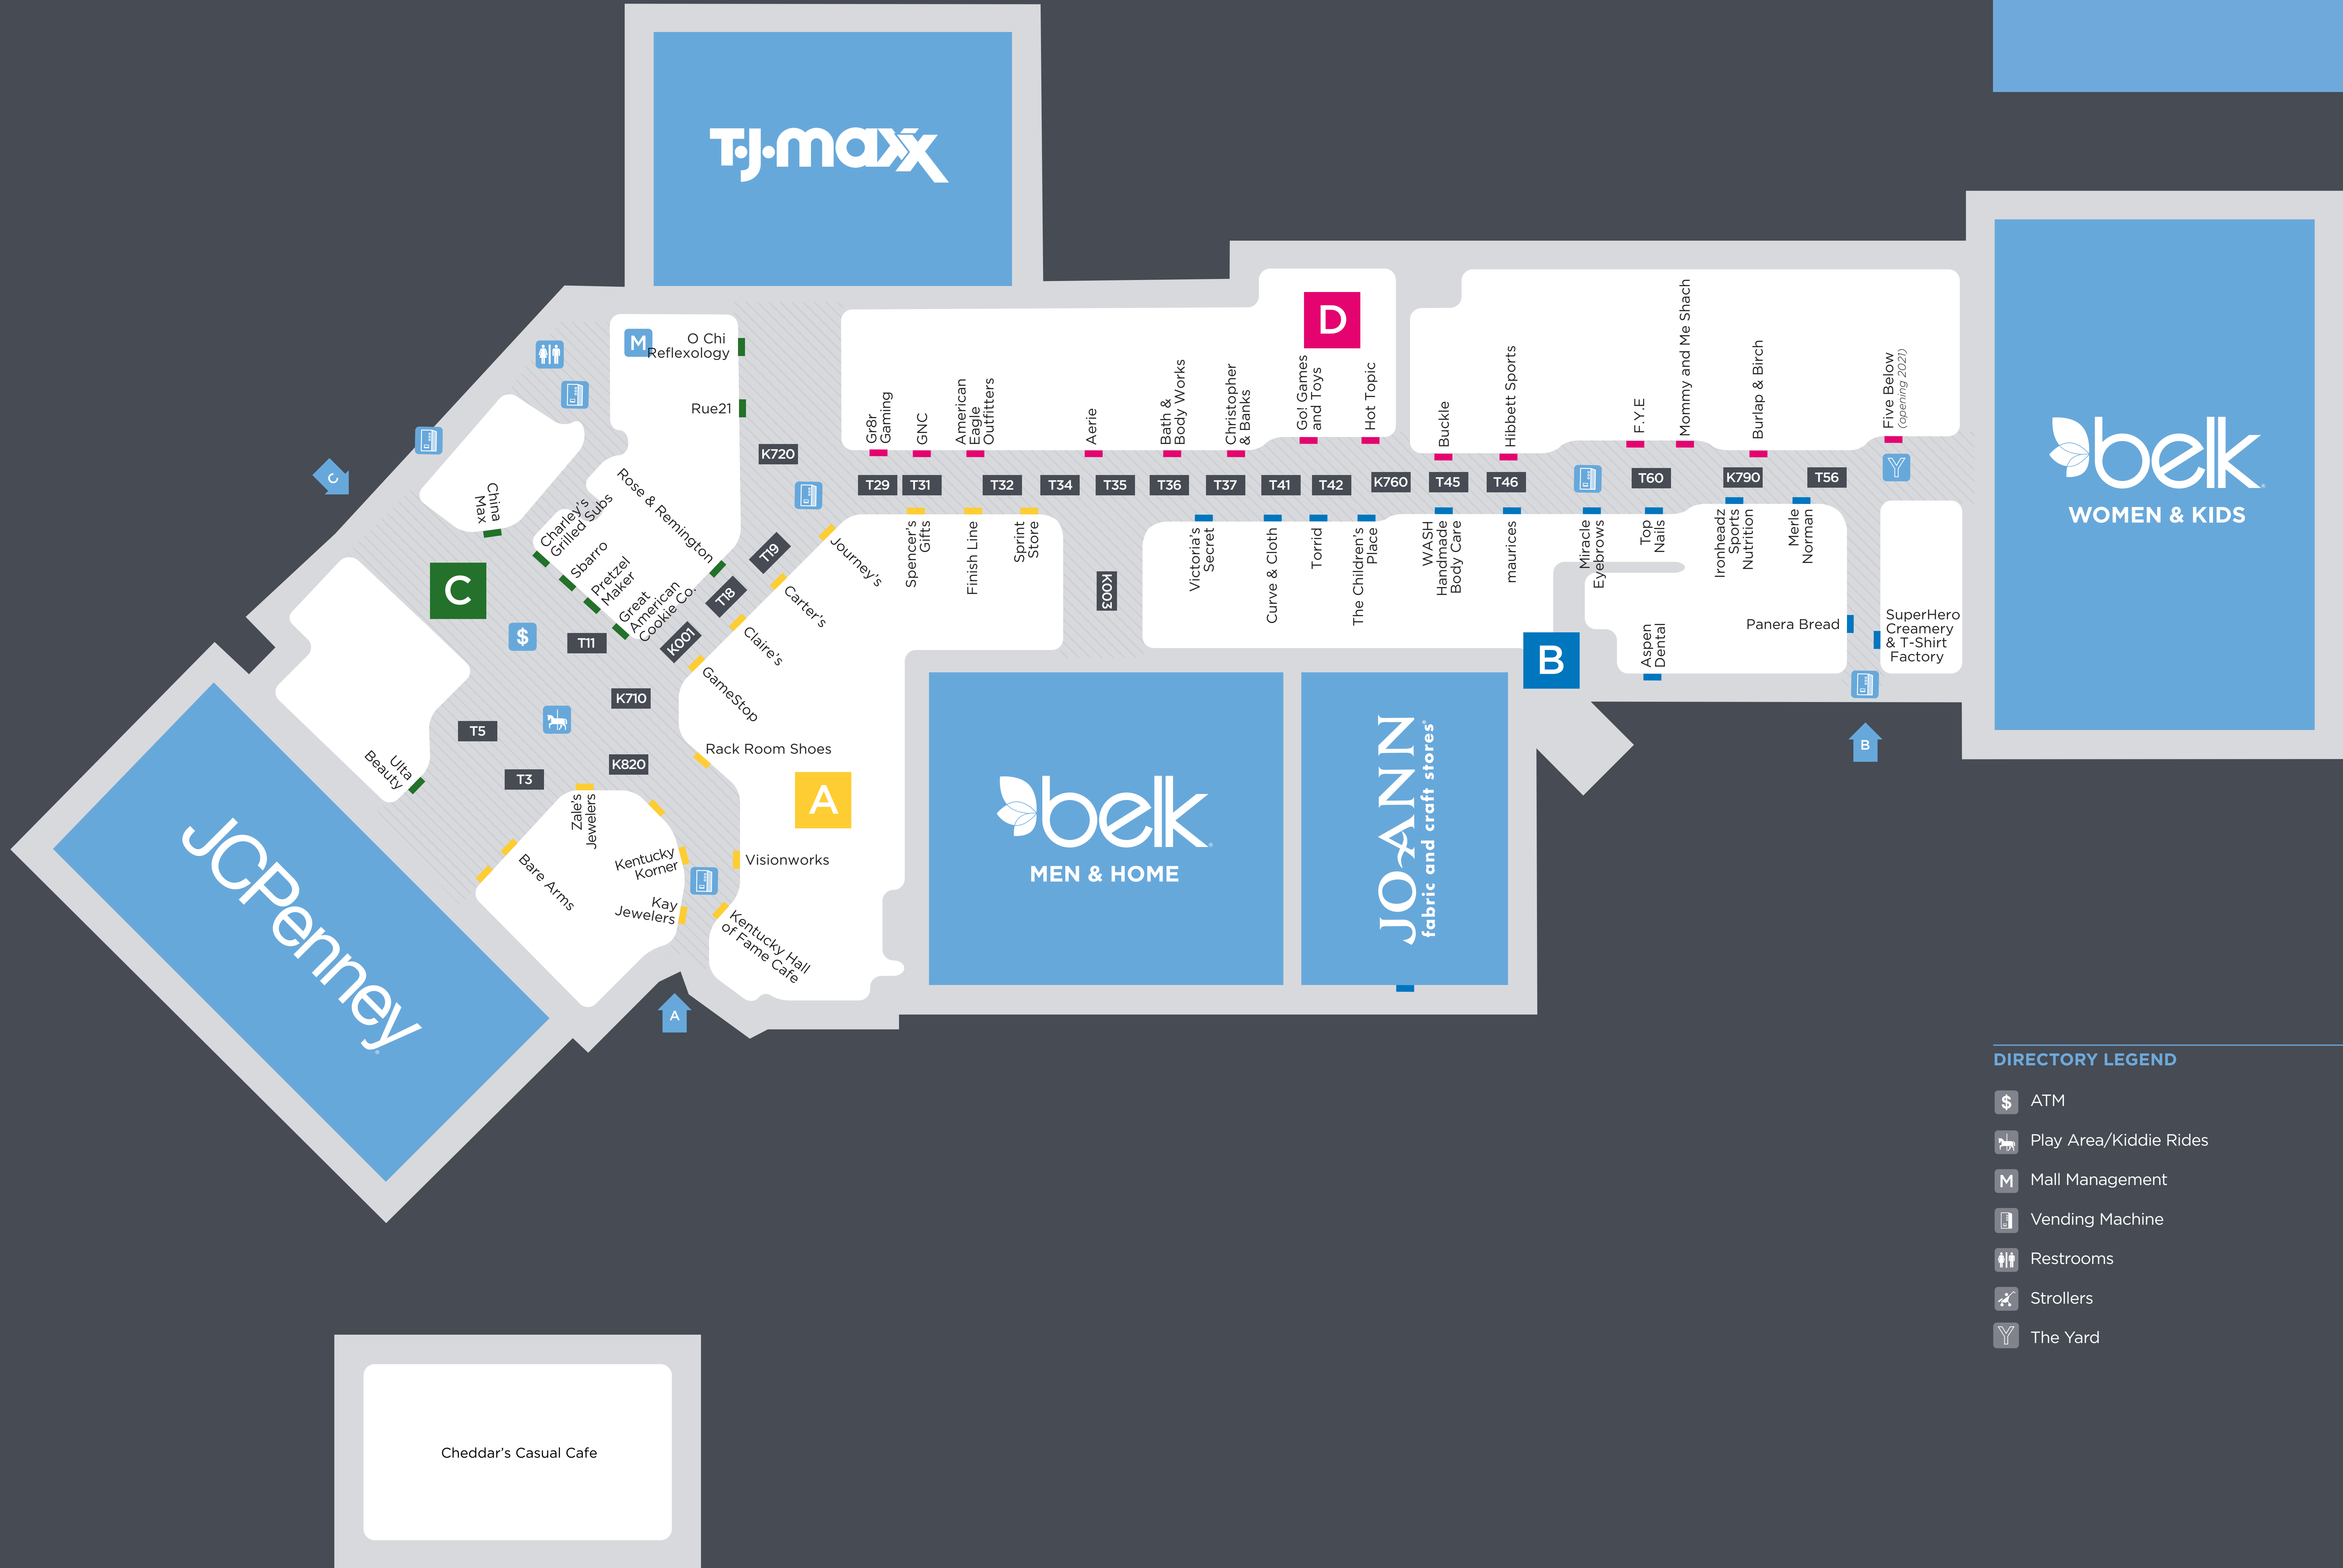 T·J·maxx
M
O Chi
Reflexology
Rue21
K720
Gr8r
Gaming
GNC
American
Eagle
Outfitters
Aerie
Bath &
Body Works
Christopher
& Banks
Go! Games
and Toys
D
Hot Topic
Buckle
Hibbett Sports
F.Y.E
Mommy and Me Shach
Burlap & Birch
Five Below
(opening 2021)
Y
belk
WOMEN & KIDS
T29
T31
T32
T34
T35
T36
T37
T41
T42
K760
T45
T46
T60
K790
T56
C
China
Max
Charley's
Grilled Subs
Sbarro
Pretzel
Maker
Great
American
Cookie Co.
Rose & Remington
C
$
T11
K001
T18
T19
Journey's
Carter's
Claire's
GameStop
Spencer's
Gifts
Finish Line
Sprint
Store
K003
Victoria's
Secret
Curve & Cloth
Torrid
The Children's
Place
WASH
Handmade
Body Care
maurices
Miracle
Eyebrows
Top
Nails
Ironheadz
Sports
Nutrition
Merle
Norman
Aspen
Dental
Panera Bread
SuperHero
Creamery
& T-Shirt
Factory
B
B
K710
T5
T3
K820
Ulta
Beauty
Rack Room Shoes
A
Zale's
Jewelers
Bare Arms
Kentucky
Korner
Kay
Jewelers
Visionworks
Kentucky Hall
of Fame Cafe
A
JCPenney
belk
MEN & HOME
JO-ANN
fabric and craft stores®
DIRECTORY LEGEND
$ ATM
Play Area/Kiddie Rides
M Mall Management
Vending Machine
Restrooms
Strollers
Y The Yard
Cheddar's Casual Cafe